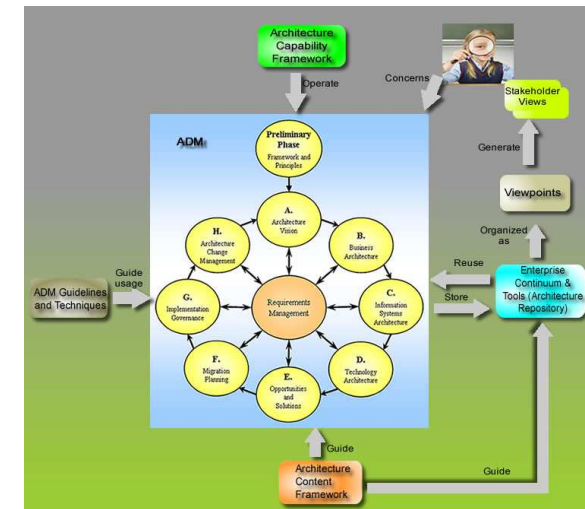 Architecture
Capability
Framework
Operate
Concerns
Stakeholder
Views
ADM
Preliminary
Phase
Framework and
Principles
Generate
Viewpoints
A.
Architecture
Vision
H.
Architecture
Change
Management
B.
Business
Architecture
Organized
as
Guide
usage
ADM Guidelines
and Techniques
G.
Implementation
Governance
Requirements
Management
C.
Information
Systems
Architecture
Reuse
Store
Enterprise
Continuum &
Tools (Architecture
Repository)
F.
Migration
Planning
D.
Technology
Architecture
E.
Opportunities
and
Solutions
Guide
Architecture
Content
Framework
Guide